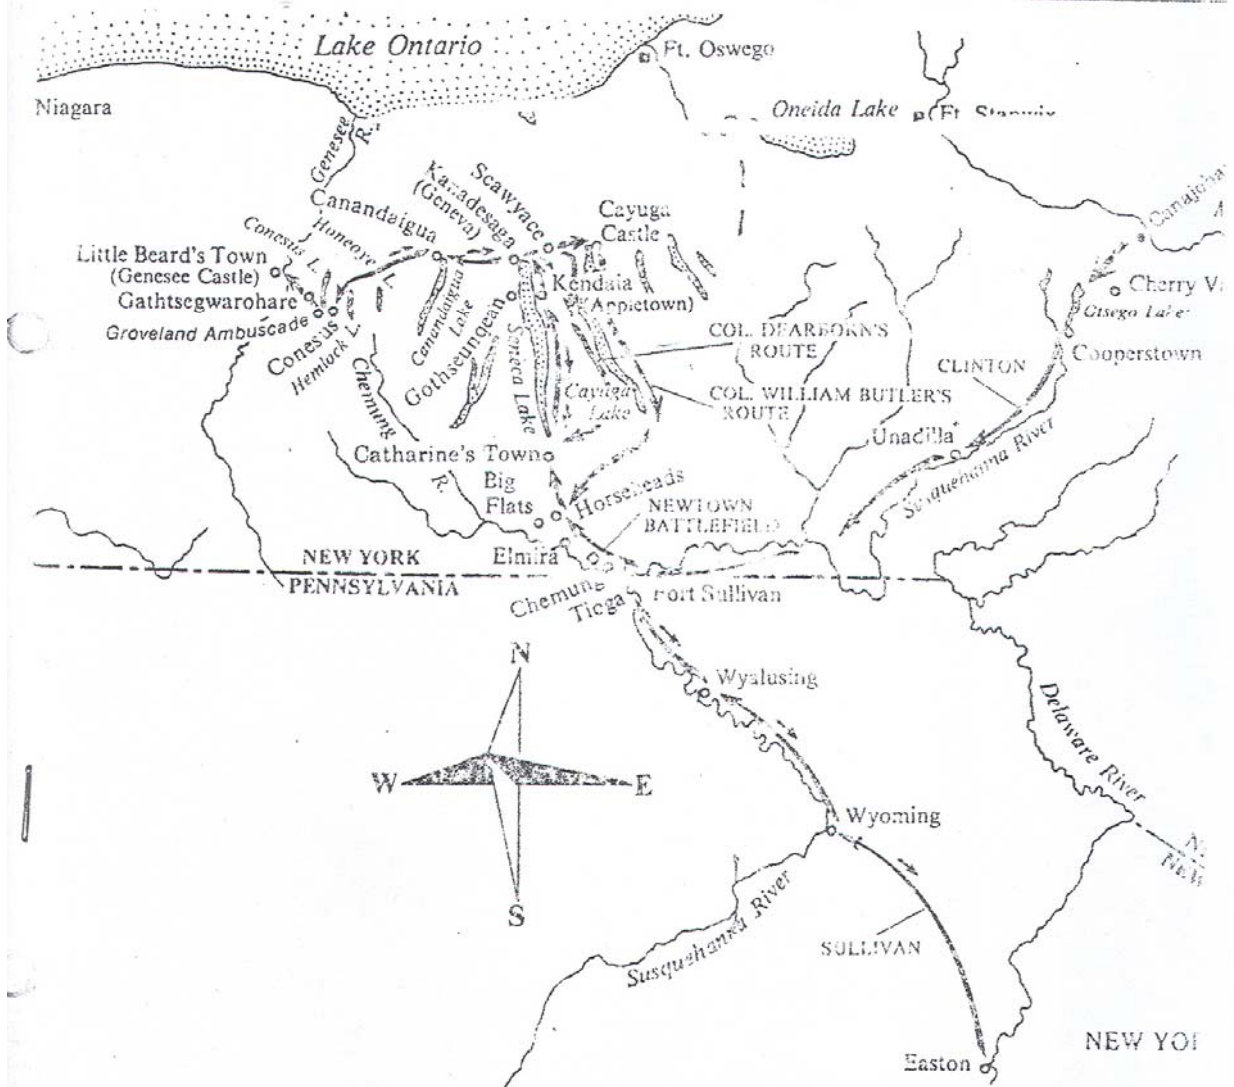 Lake Ontario
Ft. Oswego
Niagara
Oneida Lake
Ft. Stanwix
Genesee
R.
Scawyace
Kanadesaga
(Geneva)
Canandaigua
Cayuga
Castle
Conesus L.
Honeoye L.
Little Beard's Town
(Genesee Castle)
Gathtsegwarohare
Groveland Ambuscade
Conesus
Hemlock L.
Canandaigua
Lake
Gothseungean
Seneca Lake
Kendaia
(Appletown)
Cherry V
Otsego Lake
COL. DEARBORN'S
ROUTE
Cooperstown
CLINTON
COL. WILLIAM BUTLER'S
ROUTE
Cayuga
Lake
Chemung
R.
Unadilla
Susquehanna River
Catharine's Town
Big
Flats
Horseheads
NEWTOWN
BATTLEFIELD
Elmira
NEW YORK
PENNSYLVANIA
Chemung
Tioga
Fort Sullivan
N
W
E
S
Wyalusing
Delaware River
Wyoming
Susquehanna River
SULLIVAN
Easton
NEW YOR